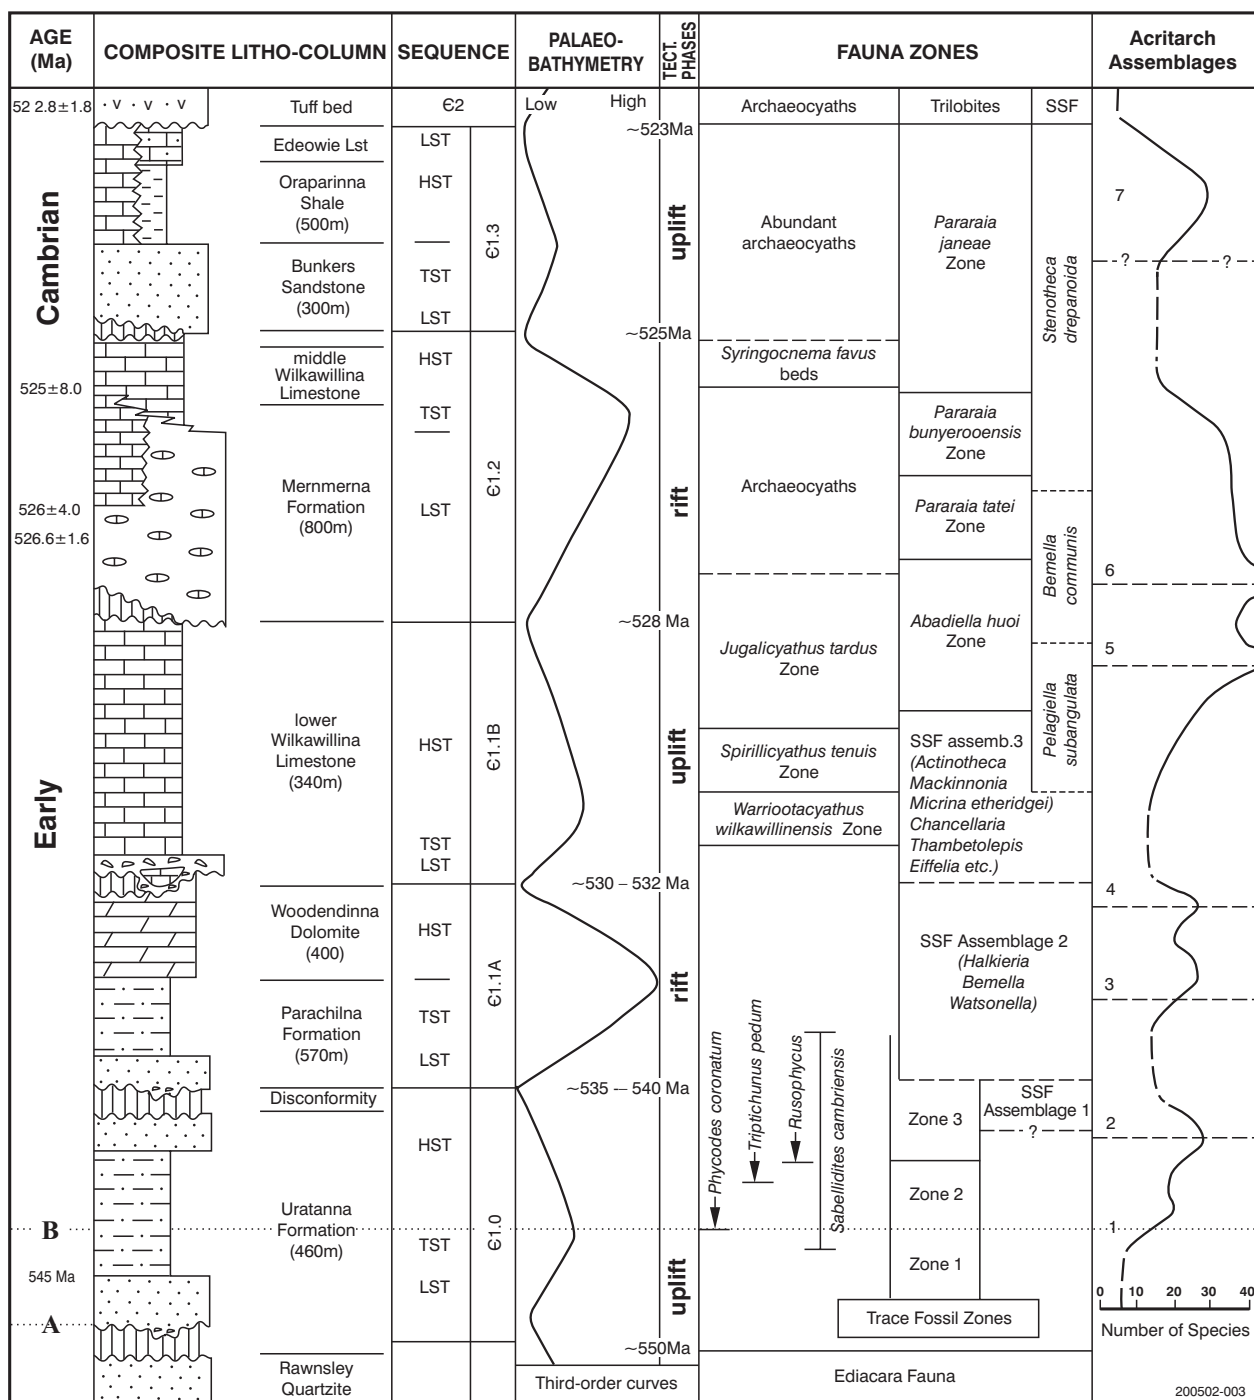 AGE
(Ma)
COMPOSITE LITHO-COLUMN
SEQUENCE
PALAEO-
BATHYMETRY
TECT.
PHASES
FAUNA ZONES
Acritarch
Assemblages
52 2.8±1.8
Cambrian
525±8.0
526±4.0
526.6±1.6
Early
B
545 Ma
A
v v v
Tuff bed
Edeowie Lst
Oraparinna
Shale
(500m)
Bunkers
Sandstone
(300m)
middle
Wilkawillina
Limestone
Mernmerna
Formation
(800m)
lower
Wilkawillina
Limestone
(340m)
Woodendinna
Dolomite
(400)
Parachilna
Formation
(570m)
Disconformity
Uratanna
Formation
(460m)
Rawnsley
Quartzite
Є2
LST
HST
TST
LST
Є1.3
HST
TST
LST
Є1.2
HST
TST
LST
Є1.1B
HST
TST
LST
Є1.1A
HST
TST
LST
Є1.0
Low High
~523Ma
~525Ma
~528 Ma
~530 – 532 Ma
~535 -– 540 Ma
~550Ma
Third-order curves
uplift
rift
uplift
rift
uplift
Archaeocyaths
Trilobites
SSF
Abundant
archaeocyaths
Syringocnema favus
beds
Archaeocyaths
Jugalicyathus tardus
Zone
Spirillicyathus tenuis
Zone
Warriootacyathus
wilkawillinensis Zone
Pararaia
janeae
Zone
Pararaia
bunyerooensis
Zone
Pararaia tatei
Zone
Abadiella huoi
Zone
SSF assemb.3
(Actinotheca
Mackinnonia
Micrina etheridgei)
Chancellaria
Thambetolepis
Eiffelia etc.)
Stenotheca
drepanoida
Bemella
communis
Pelagiella
subangulata
SSF Assemblage 2
(Halkieria
Bemella
Watsonella)
SSF
Assemblage 1
?
Phycodes coronatum
Triptichunus pedum
Rusophycus
Sabellidites cambriensis
Zone 3
Zone 2
Zone 1
Trace Fossil Zones
Ediacara Fauna
7
? ?
6
5
4
3
2
1
0 10 20 30 40
Number of Species
200502-003